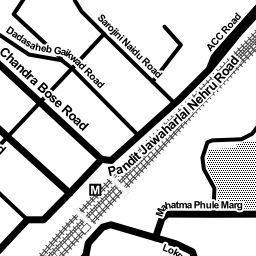 Sarojini Naidu Road
ACC Road
Dadasaheb Gaikwad Road
Chandra Bose Road
Pandit Jawaharlal Nehru Road
M
Mahatma Phule Marg